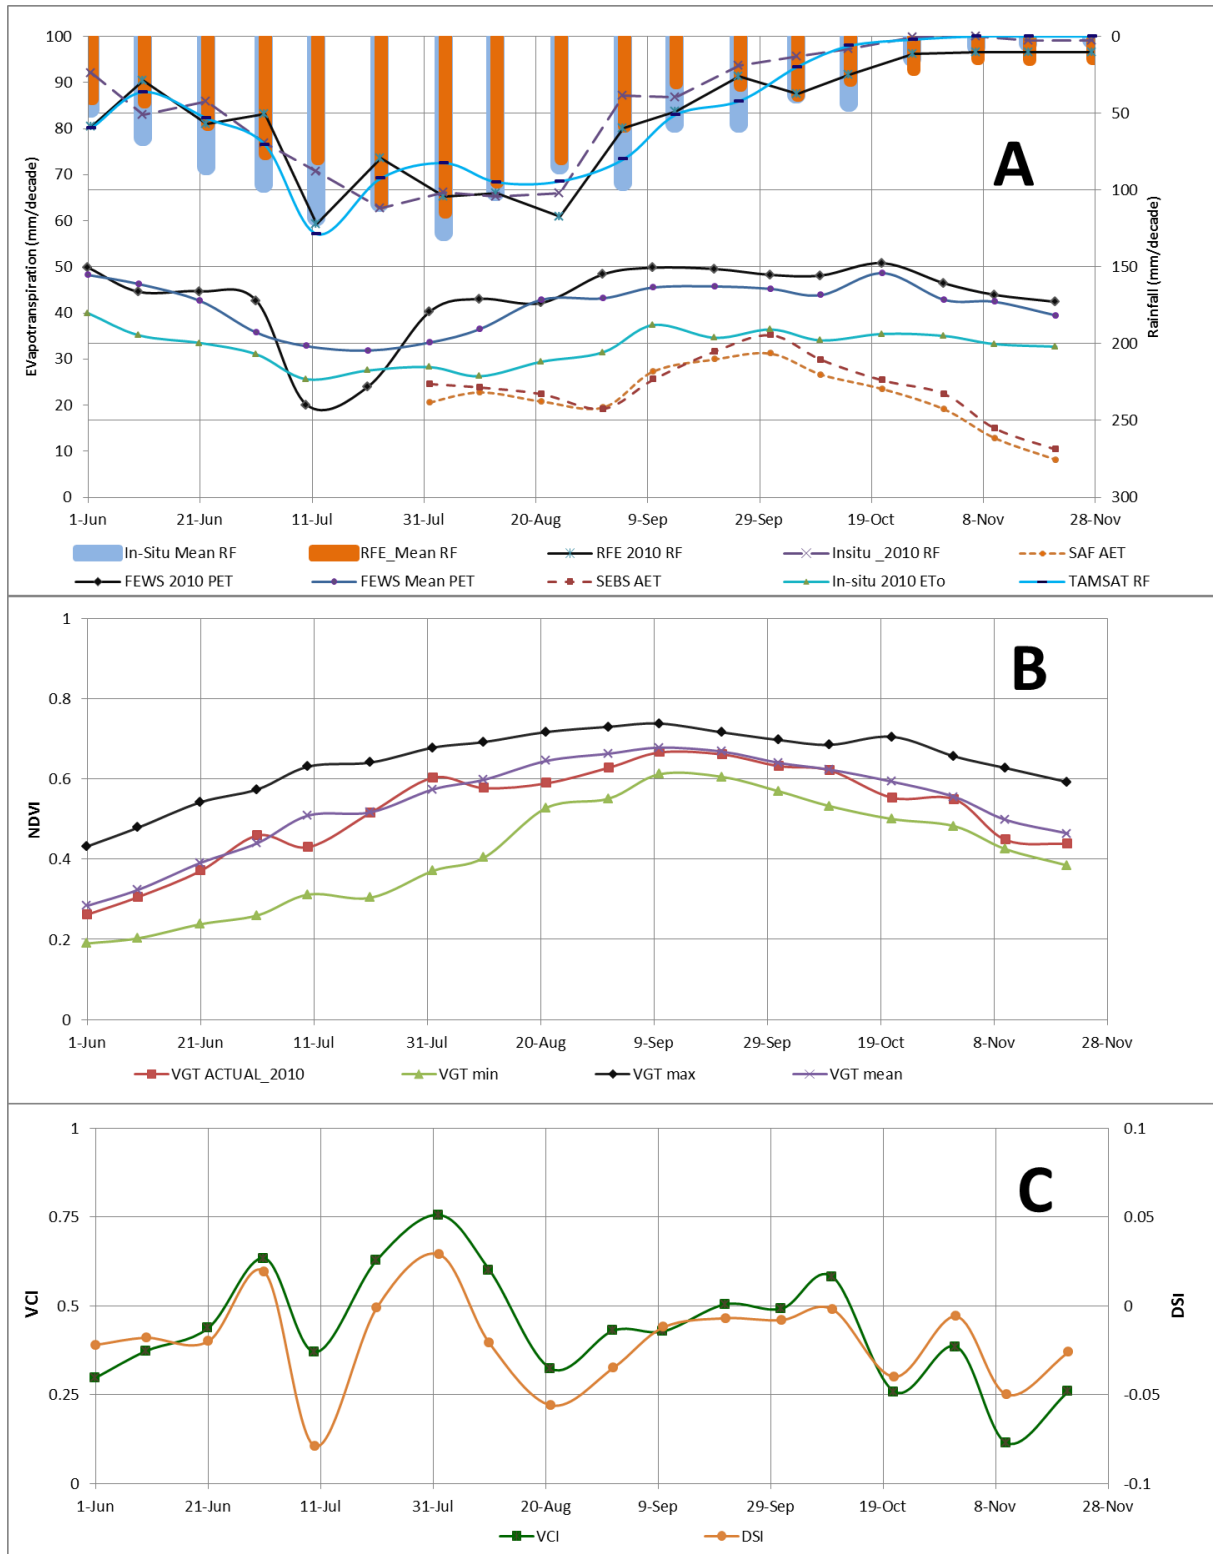 100
90
80
70
60
50
40
30
20
10
0
EVapotranspiration (mm/decade)
0
50
100
150
200
250
300
Rainfall (mm/decade)
A
1-Jun 21-Jun 11-Jul 31-Jul 20-Aug 9-Sep 29-Sep 19-Oct 8-Nov 28-Nov
In-Situ Mean RF RFE_Mean RF RFE 2010 RF Insitu _2010 RF SAF AET
FEWS 2010 PET FEWS Mean PET SEBS AET In-situ 2010 ETo TAMSAT RF
1
0.8
0.6
0.4
0.2
0
NDVI
B
1-Jun 21-Jun 11-Jul 31-Jul 20-Aug 9-Sep 29-Sep 19-Oct 8-Nov 28-Nov
VGT ACTUAL_2010 VGT min VGT max VGT mean
1
0.75
0.5
0.25
0
VCI
0.1
0.05
0
-0.05
-0.1
DSI
C
1-Jun 21-Jun 11-Jul 31-Jul 20-Aug 9-Sep 29-Sep 19-Oct 8-Nov 28-Nov
VCI DSI